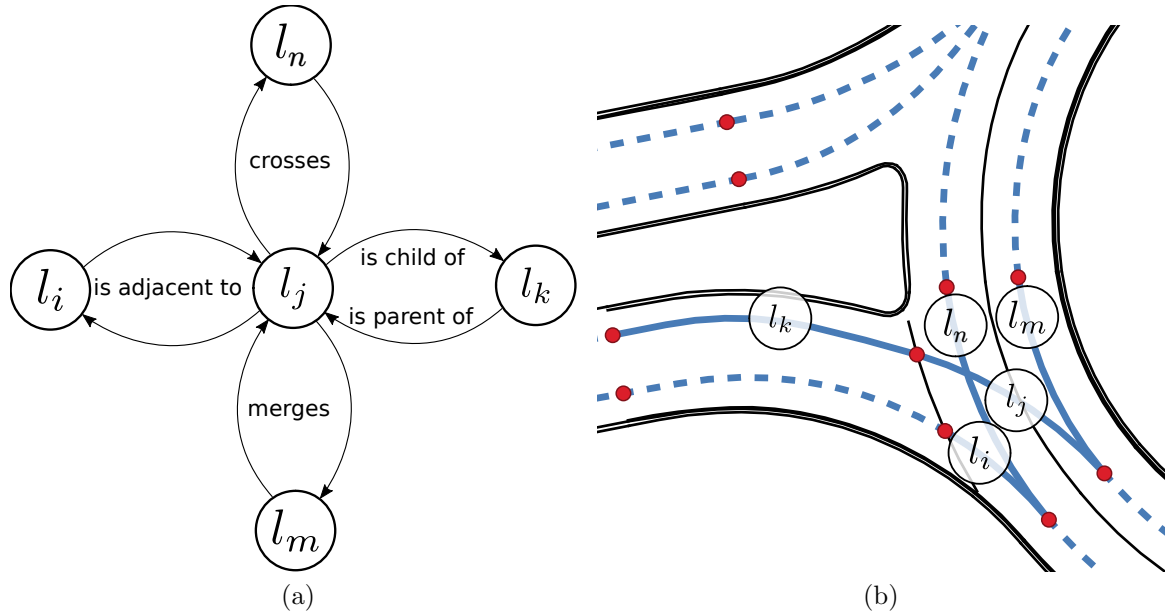 l_n
crosses
is child of
l_i
is adjacent to
l_j
l_k
is parent of
merges
l_m
(a)
l_k
l_n
l_m
l_j
l_i
(b)